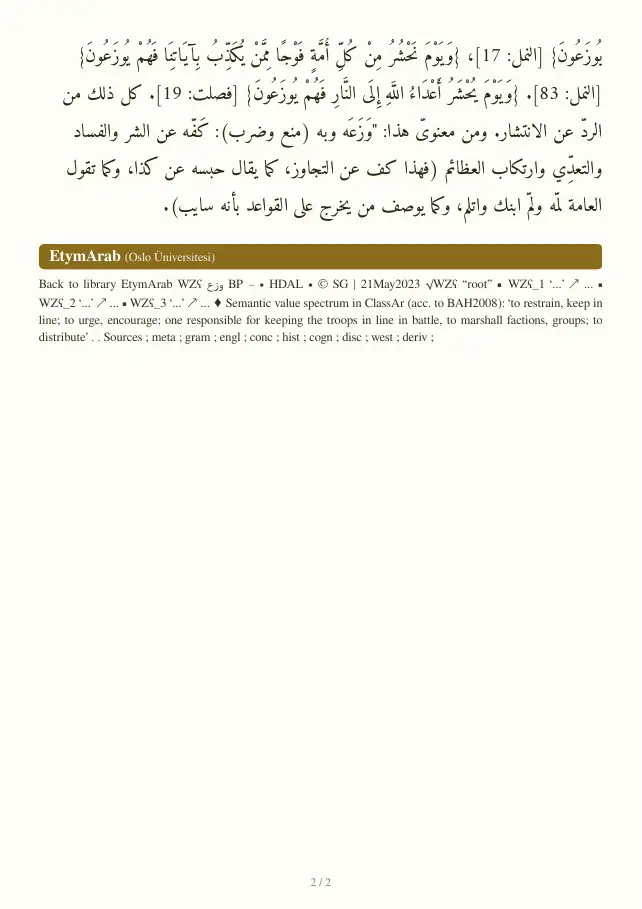 يُوزَعُونَ} [النمل: 17]، {وَيَوْمَ نَحْشُرُ مِنْ كُلِّ أُمَّةٍ فَوْجًا مِمَّنْ يُكَذِّبُ بِآيَاتِنَا فَهُمْ يُوزَعُونَ}
[النمل: 83]. {وَيَوْمَ يُحْشَرُ أَعْدَاءُ اللَّهِ إِلَى النَّارِ فَهُمْ يُوزَعُونَ} [فصلت: 19]. كل ذلك من
الردّ عن الانتشار. ومن معنويّ هذا: "وَزَعَه وبه (منع وضرب): كَفّه عن الشر والفساد
والتعدِّي وارتكاب العظائم (فهذا كف عن التجاوز، كما يقال حبسه عن كذا، وكما تقول
العامة لمّه ولمّ ابنك واتلم، وكما يوصف من يخرج على القواعد بأنه سايب).
EtymArab (Oslo Üniversitesi)
Back to library EtymArab WZʕ وزع BP – • HDAL • © SG | 21May2023 √WZʕ “root” ▪ WZʕ_1 ‘...’ ↗ ... ▪
WZʕ_2 ‘...’ ↗ ... ▪ WZʕ_3 ‘...’ ↗ ... ♦ Semantic value spectrum in ClassAr (acc. to BAH2008): ‘to restrain, keep in
line; to urge, encourage; one responsible for keeping the troops in line in battle, to marshall factions, groups; to
distribute’ . . Sources ; meta ; gram ; engl ; conc ; hist ; cogn ; disc ; west ; deriv ;
2 / 2